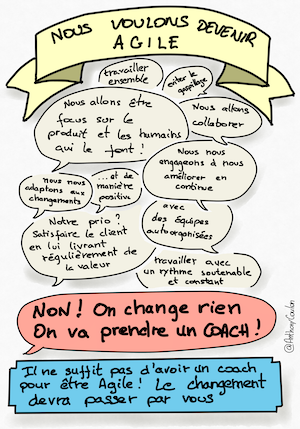 NOUS VOULONS DEVENIR
AGILE
travailler
ensemble
éviter le
gaspillage
Nous allons être
focus sur le
produit et les humains
qui le font !
Nous allons
collaborer
Nous nous
engageons à nous
améliorer en
continue
nous nous
adaptons aux
changements
...et de
manière
positive
avec
des équipes
autoorganisées
Notre prio ?
Satisfaire le client
en lui livrant
régulièrement de
la valeur
travailler avec
un rythme soutenable
et constant
NON ! On change rien
On va prendre un COACH !
Il ne suffit pas d'avoir un coach
pour être Agile ! Le changement
devra passer par vous
@AnthonyCoulon